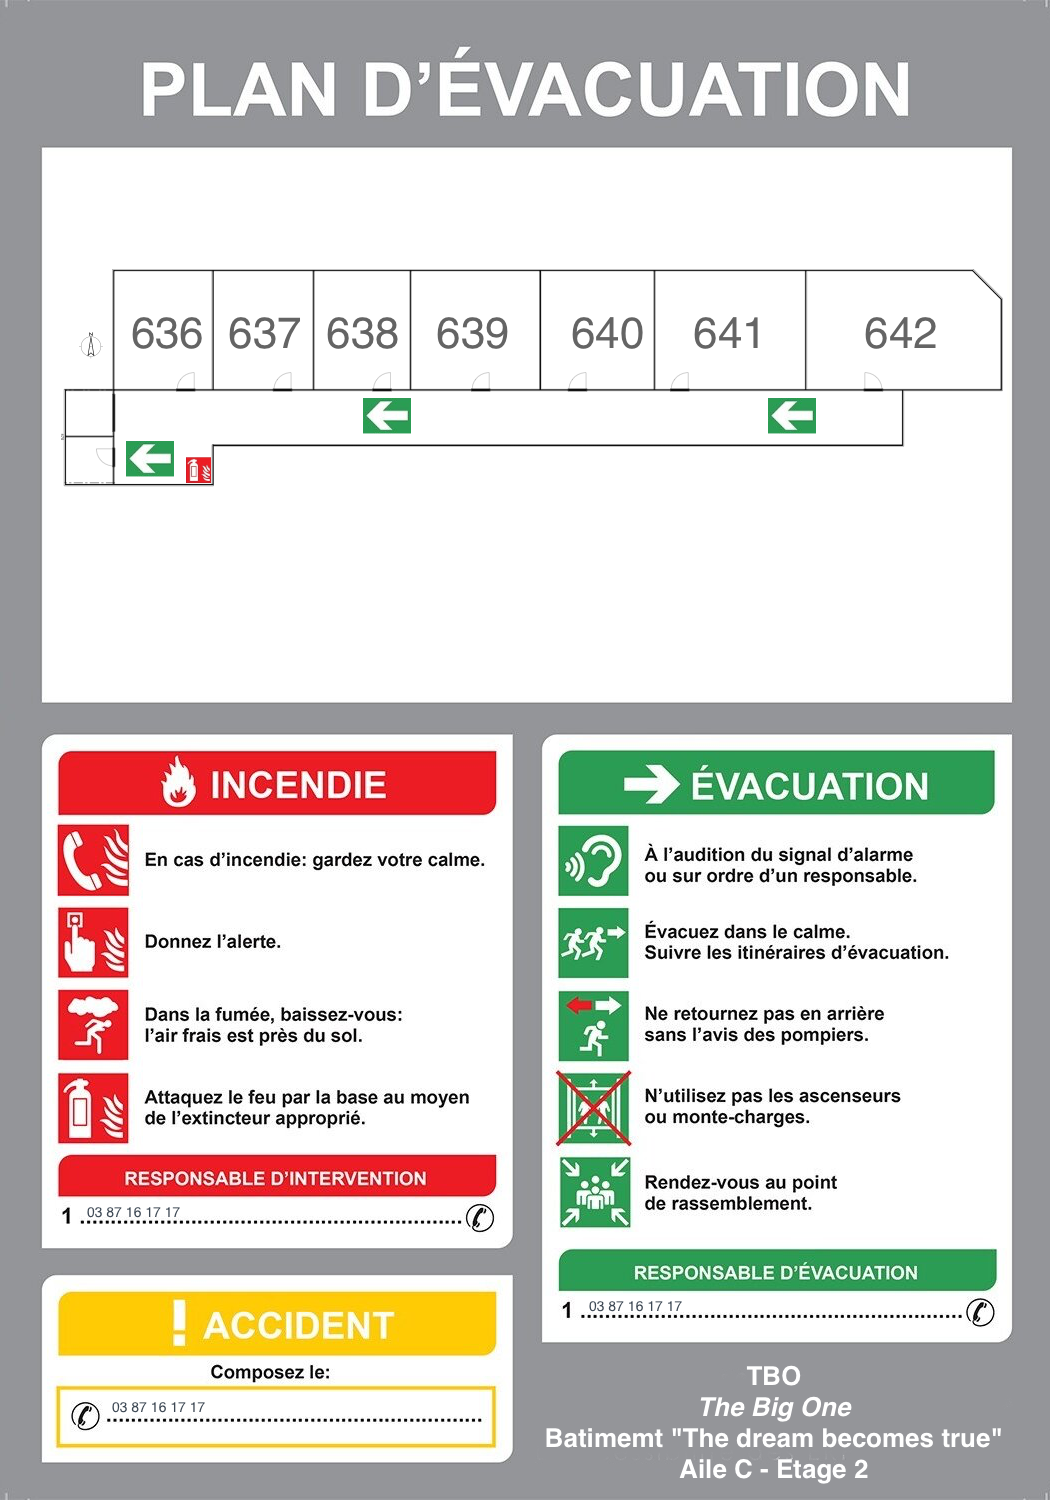 PLAN D’ÉVACUATION
636 637 638 639 640 641 642
N
INCENDIE
En cas d’incendie: gardez votre calme.
Donnez l’alerte.
Dans la fumée, baissez-vous:
l’air frais est près du sol.
Attaquez le feu par la base au moyen
de l’extincteur approprié.
RESPONSABLE D’INTERVENTION
1 03 87 16 17 17
! ACCIDENT
Composez le:
03 87 16 17 17
ÉVACUATION
À l’audition du signal d’alarme
ou sur ordre d’un responsable.
Évacuez dans le calme.
Suivre les itinéraires d’évacuation.
Ne retournez pas en arrière
sans l’avis des pompiers.
N’utilisez pas les ascenseurs
ou monte-charges.
Rendez-vous au point
de rassemblement.
RESPONSABLE D’ÉVACUATION
1 03 87 16 17 17
TBO
The Big One
Batimemt "The dream becomes true"
Aile C - Etage 2